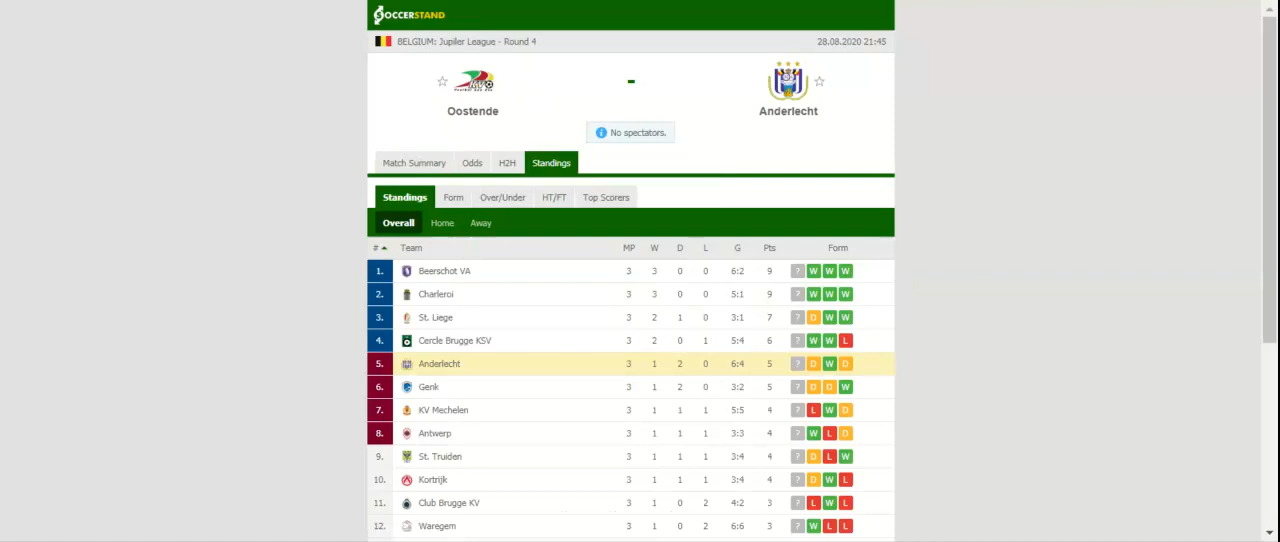 SOCCERSTAND
BELGIUM: Jupiler League - Round 4 28.08.2020 21:45
-
Oostende Anderlecht
No spectators.
Match Summary Odds H2H Standings
Standings Form Over/Under HT/FT Top Scorers
Overall Home Away
# Team MP W D L G Pts Form
1. Beerschot VA 3 3 0 0 6:2 9 ? W W W
2. Charleroi 3 3 0 0 5:1 9 ? W W W
3. St. Liege 3 2 1 0 3:1 7 ? D W W
4. Cercle Brugge KSV 3 2 0 1 5:4 6 ? W W L
5. Anderlecht 3 1 2 0 6:4 5 ? D W D
6. Genk 3 1 2 0 3:2 5 ? D D W
7. KV Mechelen 3 1 1 1 5:5 4 ? L W D
8. Antwerp 3 1 1 1 3:3 4 ? W L D
9. St. Truiden 3 1 1 1 3:4 4 ? D L W
10. Kortrijk 3 1 1 1 3:4 4 ? D W L
11. Club Brugge KV 3 1 0 2 4:2 3 ? L W L
12. Waregem 3 1 0 2 6:6 3 ? W L L